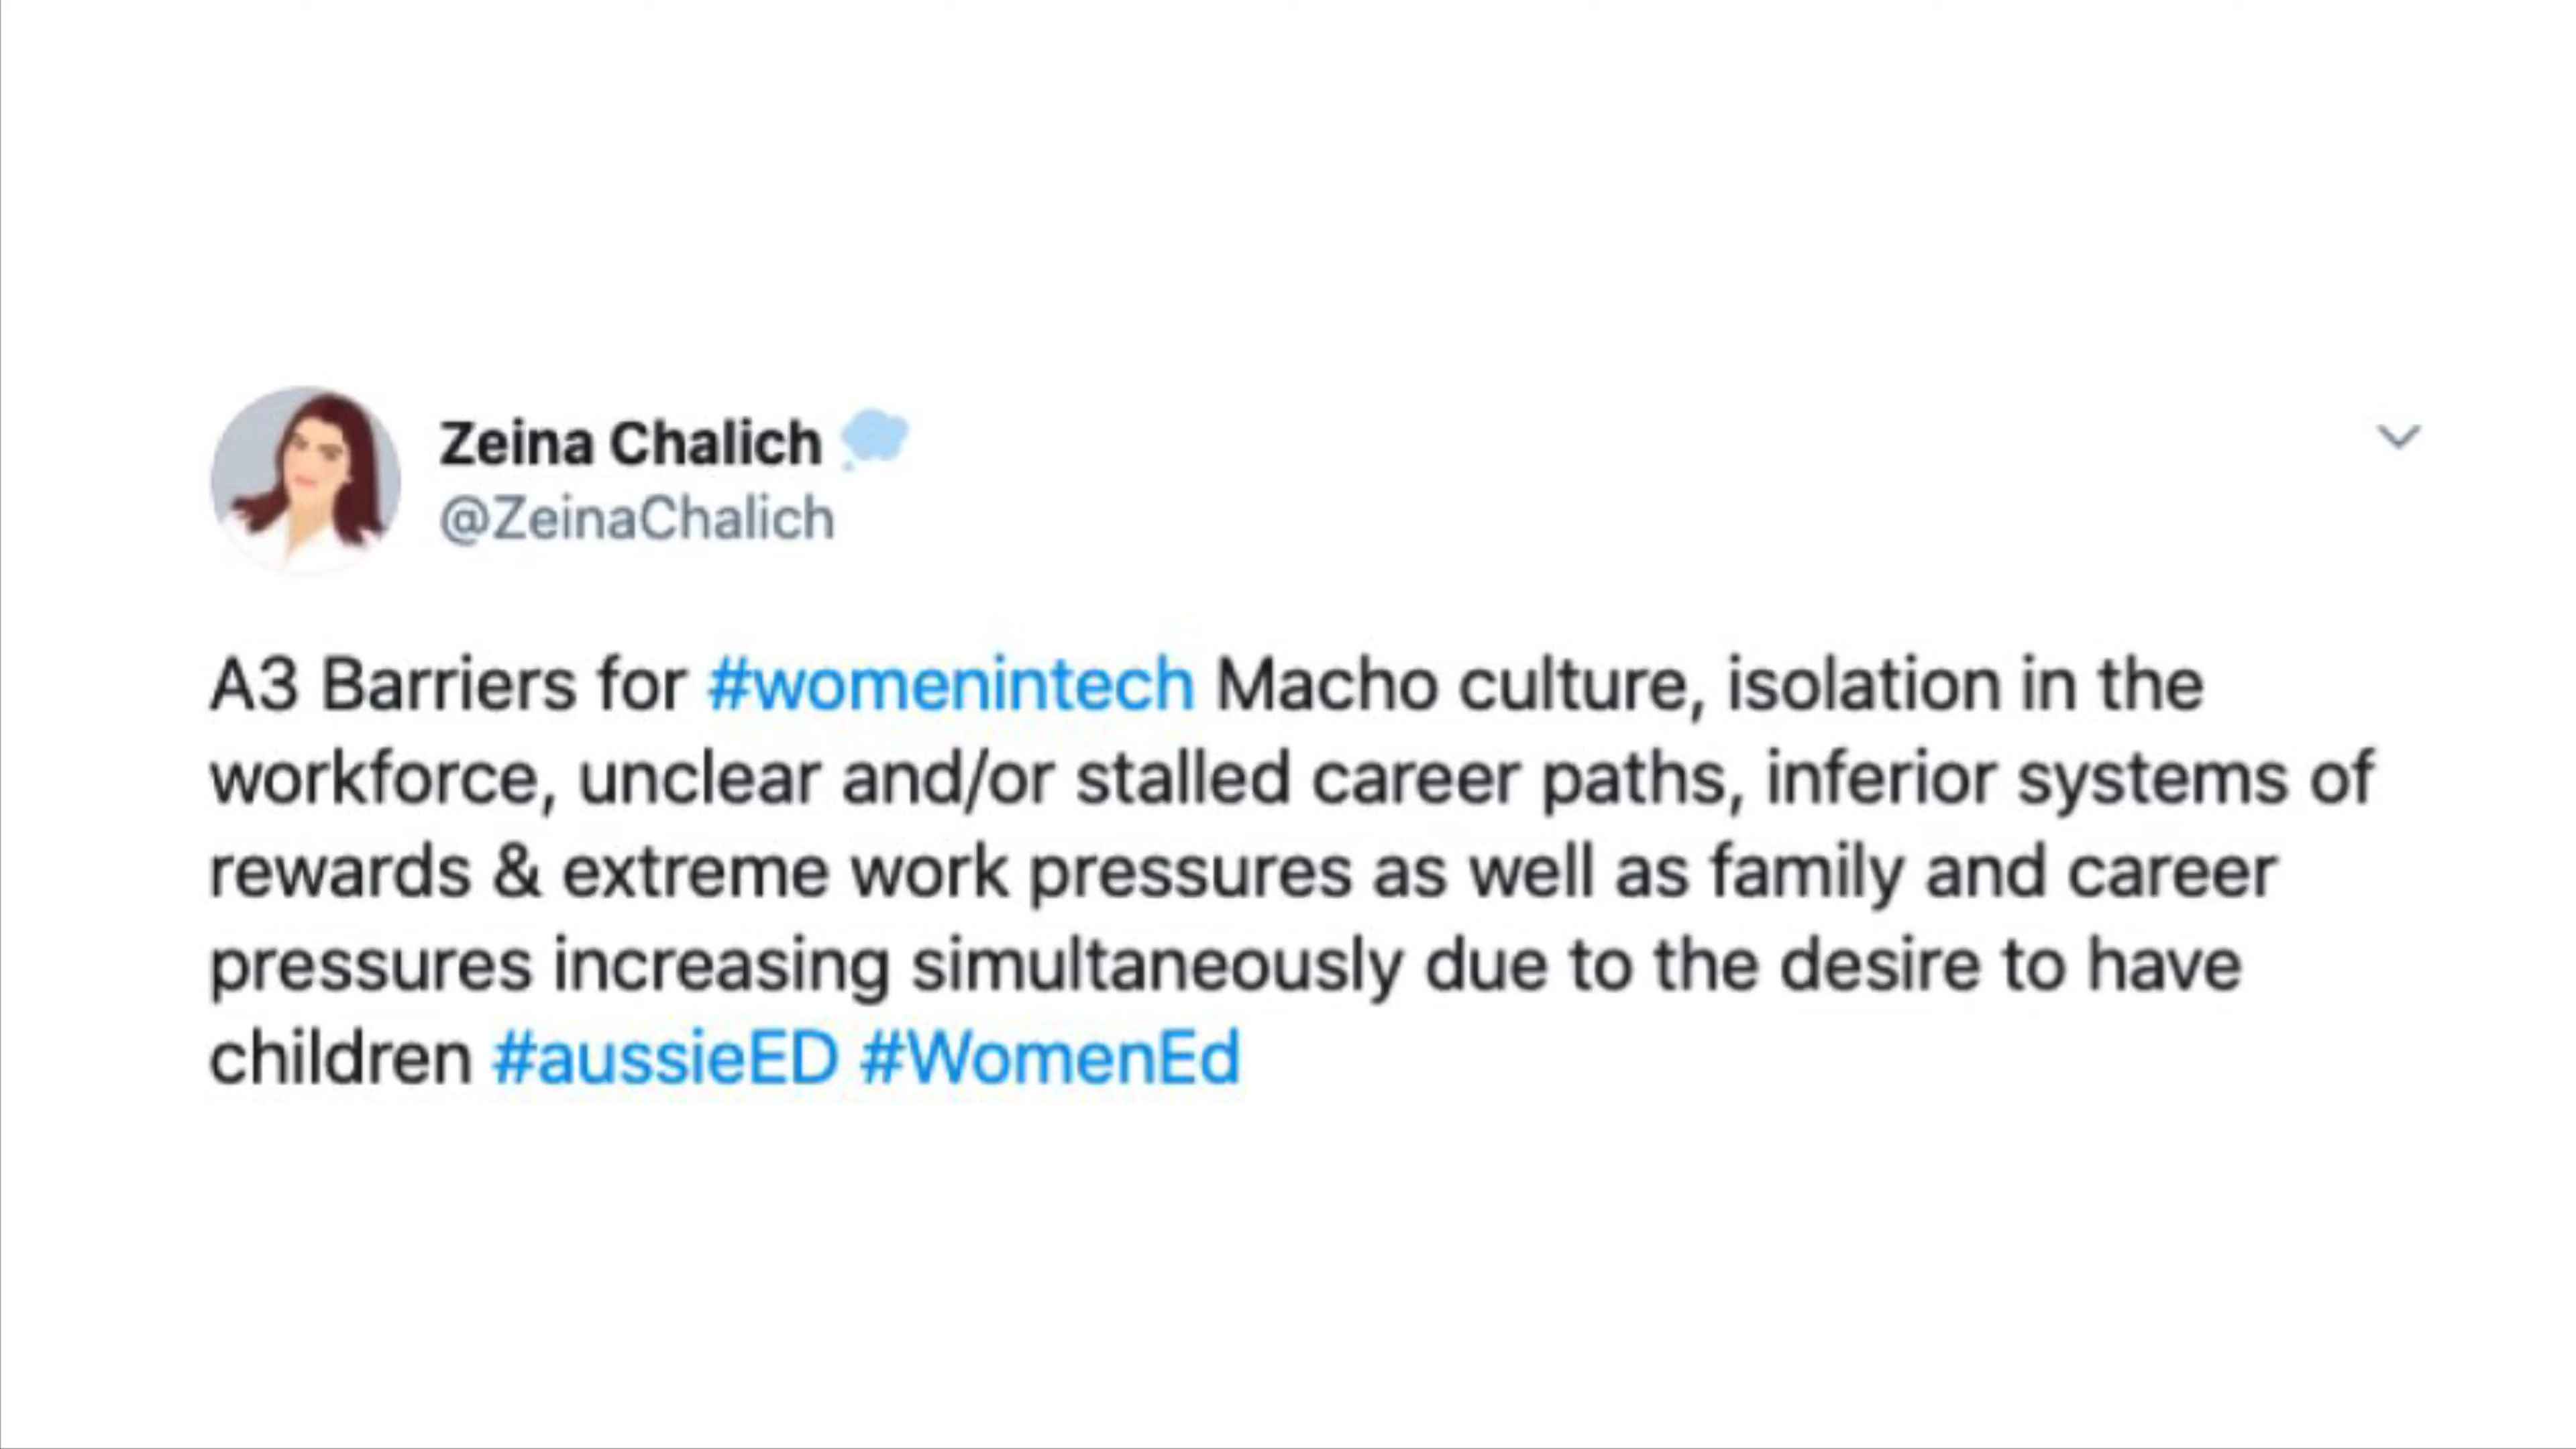 Zeina Chalich
@ZeinaChalich
A3 Barriers for #womenintech Macho culture, isolation in the
workforce, unclear and/or stalled career paths, inferior systems of
rewards & extreme work pressures as well as family and career
pressures increasing simultaneously due to the desire to have
children #aussieED #WomenEd